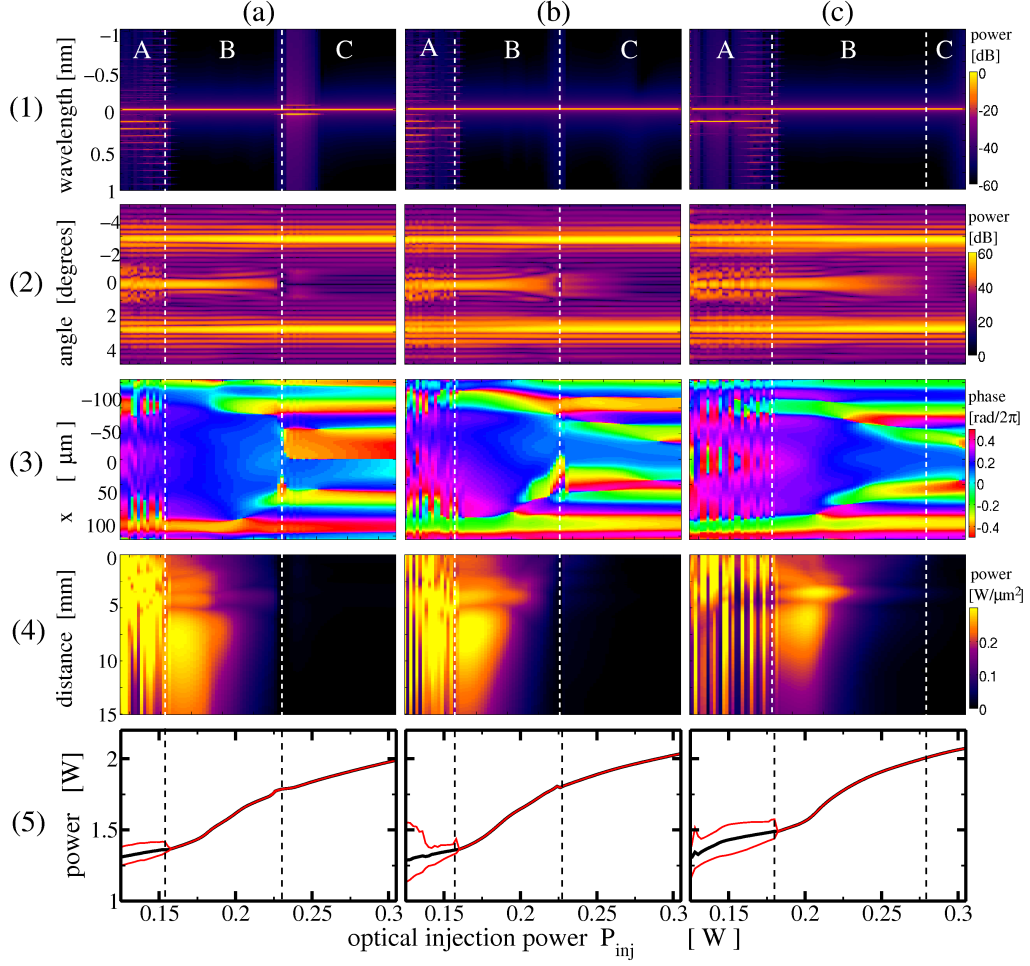 (a) (b) (c)
(1)
wavelength [nm]
−1
−0.5
0
0.5
1
A B C
A B C
A B C
power
[dB]
0
-20
-40
-60
(2)
angle [degrees]
−4
−2
0
2
4
power
[dB]
60
40
20
0
(3)
x [ µm ]
−100
−50
0
50
100
phase
[rad/2π]
0.4
0.2
0
-0.2
-0.4
(4)
distance [mm]
0
5
10
15
power
[W/µm²]
0.2
0.1
0
(5)
power [W]
2
1.5
1
0.15 0.2 0.25 0.3
0.15 0.2 0.25 0.3
0.15 0.2 0.25 0.3
optical injection power P_inj [ W ]